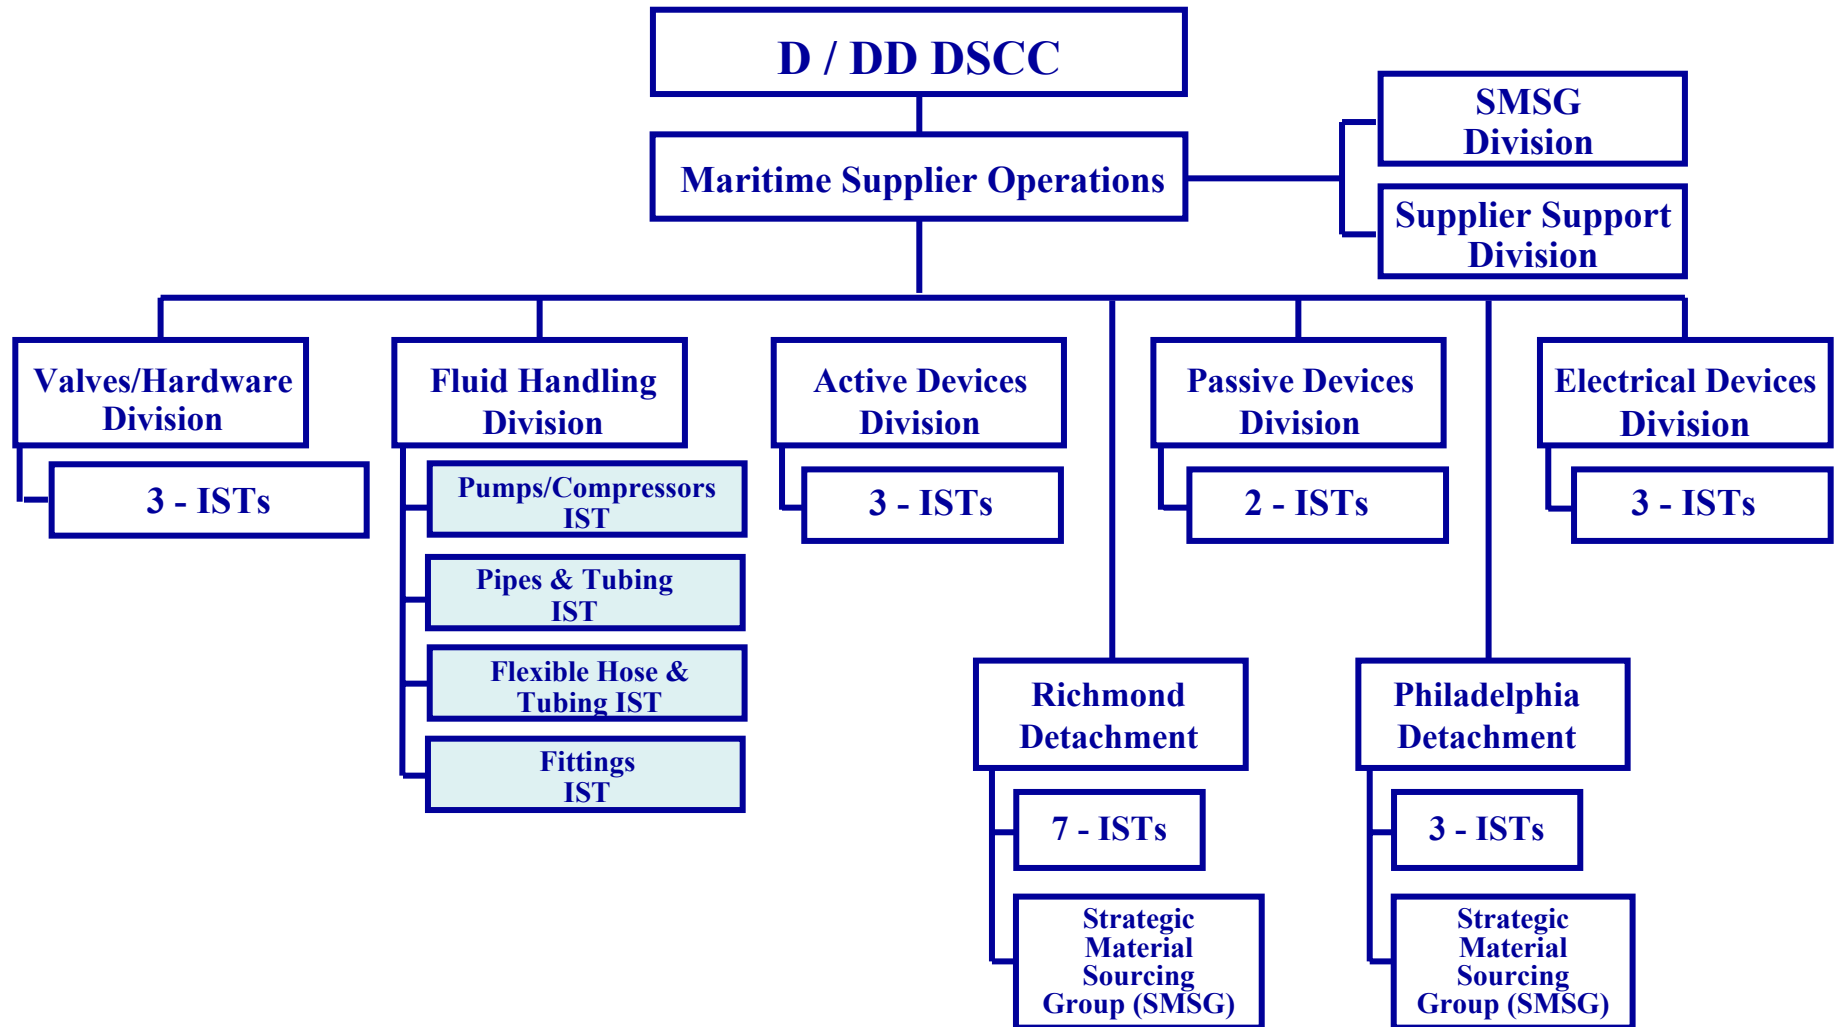 D / DD DSCC
Maritime Supplier Operations
SMSG
Division
Supplier Support
Division
Valves/Hardware
Division
3 - ISTs
Fluid Handling
Division
Pumps/Compressors
IST
Pipes & Tubing
IST
Flexible Hose &
Tubing IST
Fittings
IST
Active Devices
Division
3 - ISTs
Passive Devices
Division
2 - ISTs
Electrical Devices
Division
3 - ISTs
Richmond
Detachment
7 - ISTs
Strategic
Material
Sourcing
Group (SMSG)
Philadelphia
Detachment
3 - ISTs
Strategic
Material
Sourcing
Group (SMSG)